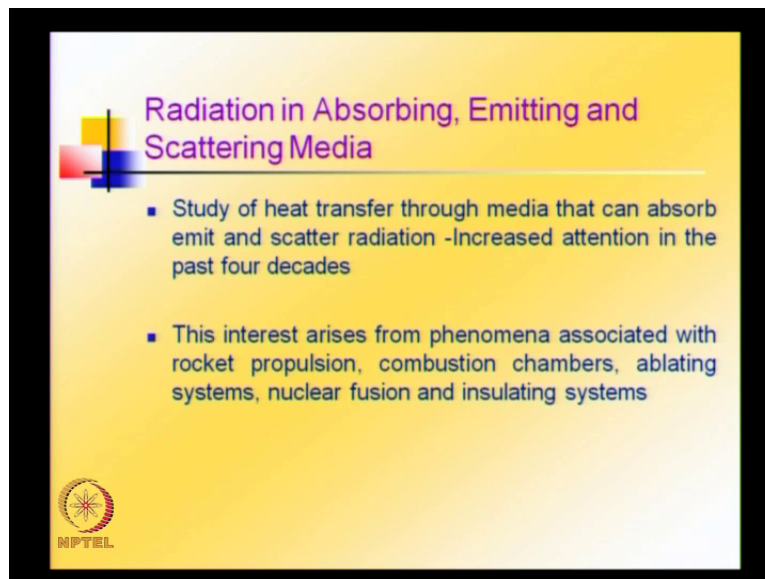 Radiation in Absorbing, Emitting and
Scattering Media
Study of heat transfer through media that can absorb
emit and scatter radiation -Increased attention in the
past four decades
This interest arises from phenomena associated with
rocket propulsion, combustion chambers, ablating
systems, nuclear fusion and insulating systems
NPTEL